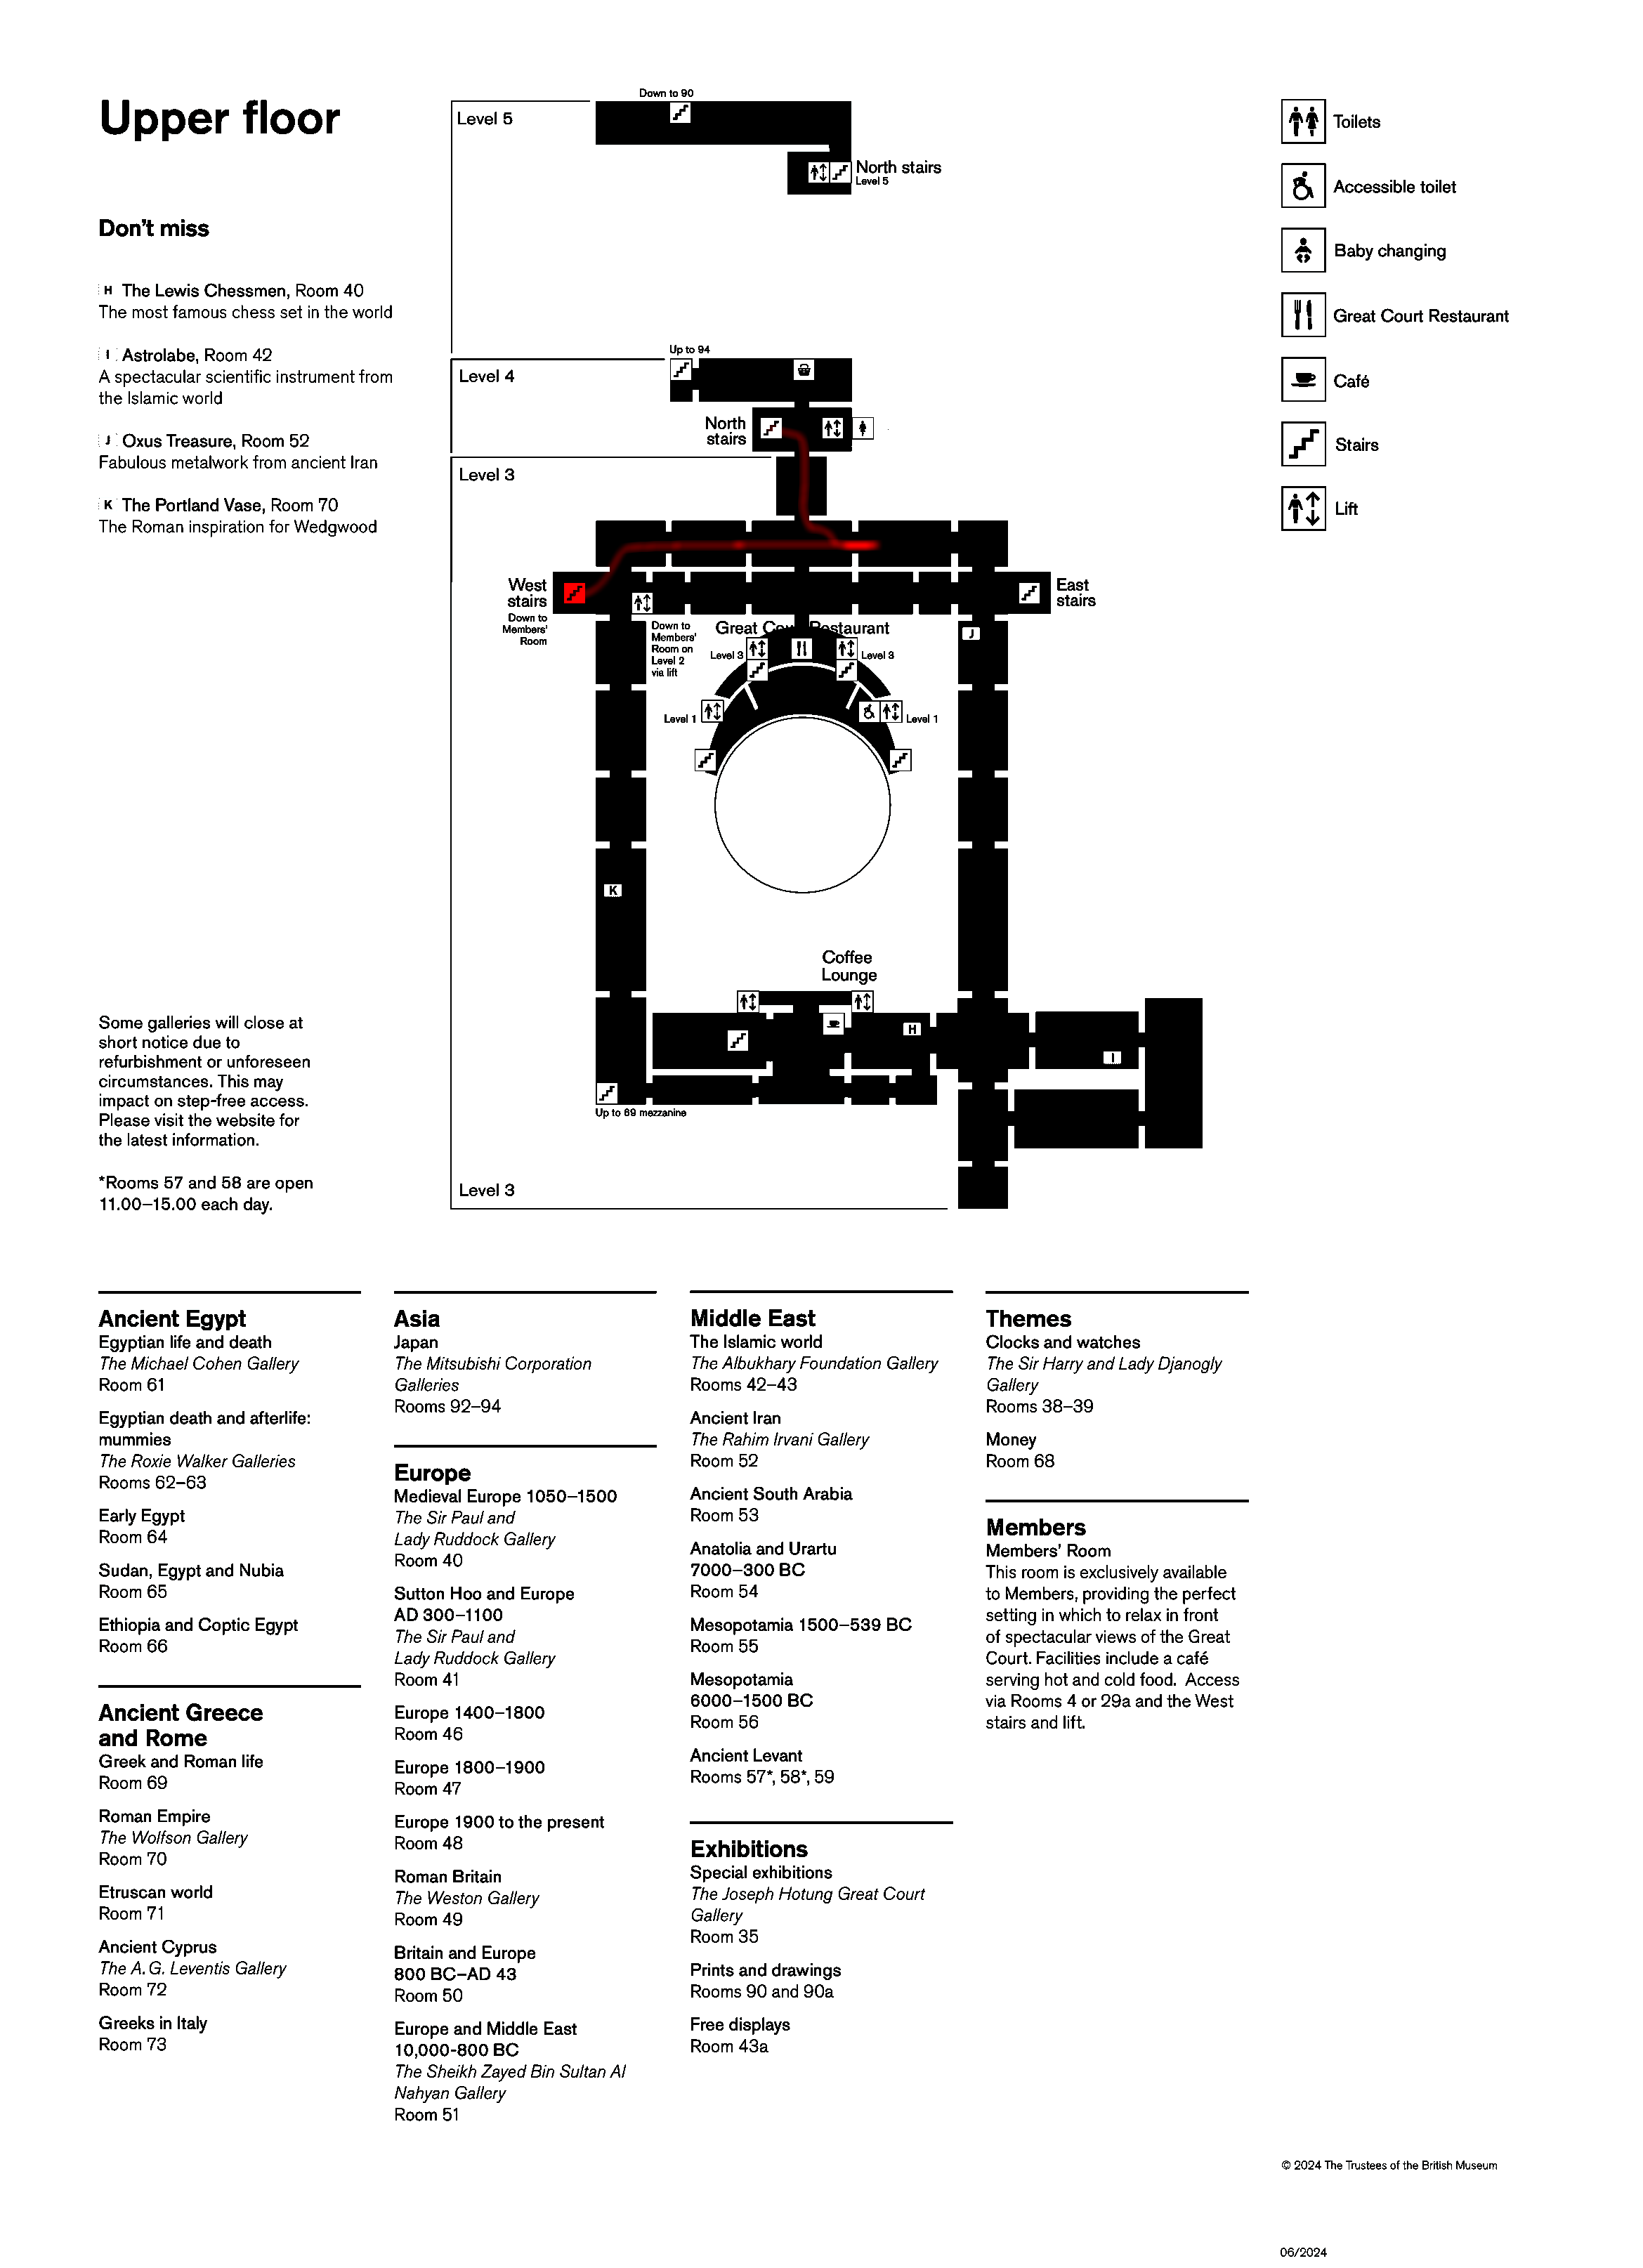 Upper floor
Don't miss
H The Lewis Chessmen, Room 40
The most famous chess set in the world
I Astrolabe, Room 42
A spectacular scientific instrument from
the Islamic world
J Oxus Treasure, Room 52
Fabulous metalwork from ancient Iran
K The Portland Vase, Room 70
The Roman inspiration for Wedgwood
Some galleries will close at
short notice due to
refurbishment or unforeseen
circumstances. This may
impact on step-free access.
Please visit the website for
the latest information.
*Rooms 57 and 58 are open
11.00–15.00 each day.
Down to 90
Level 5
North stairs
Level 5
Up to 94
Level 4
North
stairs
Level 3
West
stairs
Down to
Members'
Room
East
stairs
Down to
Members'
Room on
Level 2
via lift
Great Court Restaurant
Level 3
Level 3
J
Level 1
Level 1
K
Coffee
Lounge
H
I
Up to 69 mezzanine
Level 3
Toilets
Accessible toilet
Baby changing
Great Court Restaurant
Café
Stairs
Lift
Ancient Egypt
Egyptian life and death
The Michael Cohen Gallery
Room 61
Egyptian death and afterlife:
mummies
The Roxie Walker Galleries
Rooms 62–63
Early Egypt
Room 64
Sudan, Egypt and Nubia
Room 65
Ethiopia and Coptic Egypt
Room 66
Ancient Greece
and Rome
Greek and Roman life
Room 69
Roman Empire
The Wolfson Gallery
Room 70
Etruscan world
Room 71
Ancient Cyprus
The A. G. Leventis Gallery
Room 72
Greeks in Italy
Room 73
Asia
Japan
The Mitsubishi Corporation
Galleries
Rooms 92–94
Europe
Medieval Europe 1050–1500
The Sir Paul and
Lady Ruddock Gallery
Room 40
Sutton Hoo and Europe
AD 300–1100
The Sir Paul and
Lady Ruddock Gallery
Room 41
Europe 1400–1800
Room 46
Europe 1800–1900
Room 47
Europe 1900 to the present
Room 48
Roman Britain
The Weston Gallery
Room 49
Britain and Europe
800 BC–AD 43
Room 50
Europe and Middle East
10,000-800 BC
The Sheikh Zayed Bin Sultan Al
Nahyan Gallery
Room 51
Middle East
The Islamic world
The Albukhary Foundation Gallery
Rooms 42–43
Ancient Iran
The Rahim Irvani Gallery
Room 52
Ancient South Arabia
Room 53
Anatolia and Urartu
7000–300 BC
Room 54
Mesopotamia 1500–539 BC
Room 55
Mesopotamia
6000–1500 BC
Room 56
Ancient Levant
Rooms 57*, 58*, 59
Exhibitions
Special exhibitions
The Joseph Hotung Great Court
Gallery
Room 35
Prints and drawings
Rooms 90 and 90a
Free displays
Room 43a
Themes
Clocks and watches
The Sir Harry and Lady Djanogly
Gallery
Rooms 38–39
Money
Room 68
Members
Members' Room
This room is exclusively available
to Members, providing the perfect
setting in which to relax in front
of spectacular views of the Great
Court. Facilities include a café
serving hot and cold food. Access
via Rooms 4 or 29a and the West
stairs and lift.
© 2024 The Trustees of the British Museum
06/2024